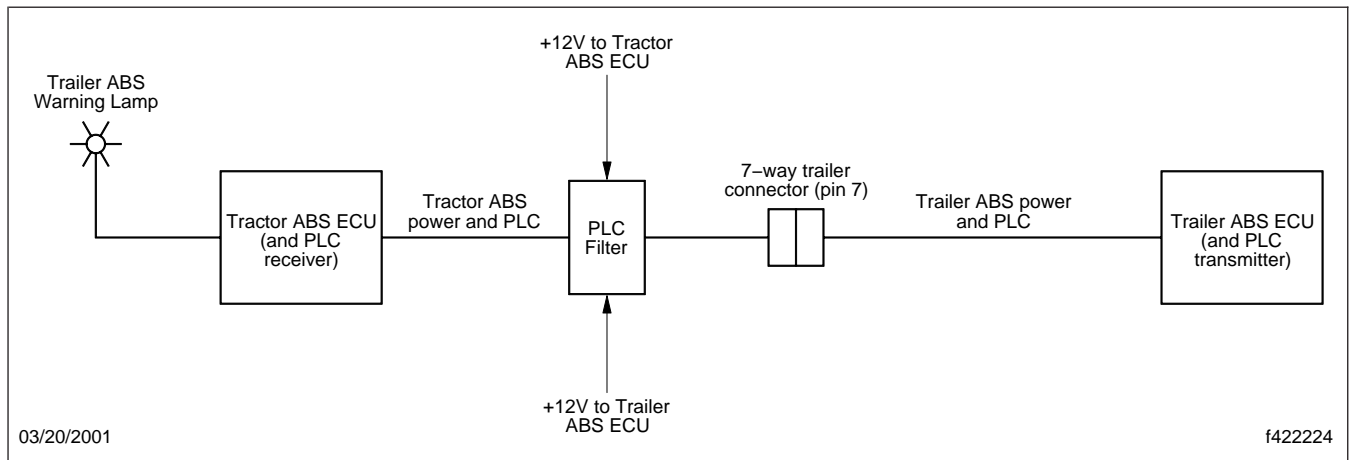 +12V to Tractor
ABS ECU
Trailer ABS
Warning Lamp
7−way trailer
connector (pin 7)
Tractor ABS
power and PLC
Trailer ABS power
and PLC
Tractor ABS ECU
(and PLC
receiver)
PLC
Filter
Trailer ABS ECU
(and PLC
transmitter)
+12V to Trailer
ABS ECU
03/20/2001
f422224